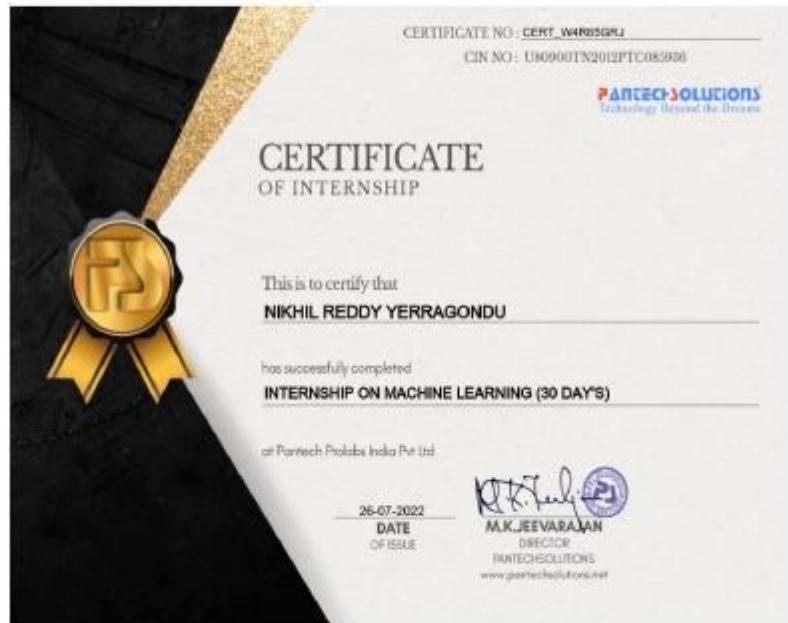 CERTIFICATE NO: CERT_W4R65GRJ
CIN NO: U80900TN2012PTC085936
PANTECHSOLUTIONS
Technology Beyond the Dreams
CERTIFICATE
OF INTERNSHIP
This is to certify that
NIKHIL REDDY YERRAGONDU
has successfully completed
INTERNSHIP ON MACHINE LEARNING (30 DAY'S)
at Pantech Prolabs India Pvt Ltd
26-07-2022
DATE
OF ISSUE
M.K.JEEVARAJAN
DIRECTOR
PANTECHSOLUTIONS
www.pantechsolutions.net